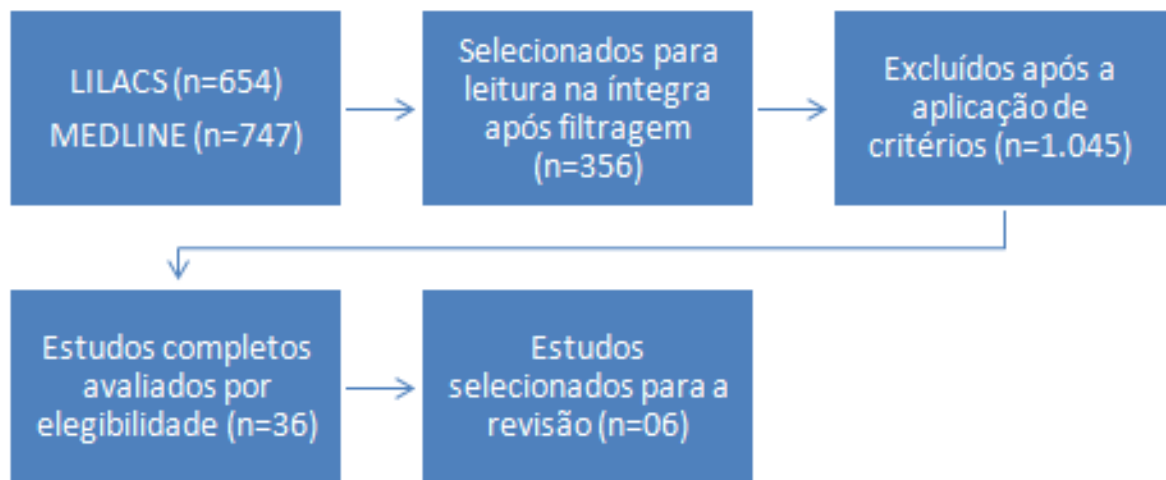 LILACS (n=654)
MEDLINE (n=747)
Selecionados para
leitura na íntegra
após filtragem
(n=356)
Excluídos após a
aplicação de
critérios (n=1.045)
Estudos completos
avaliados por
elegibilidade (n=36)
Estudos
selecionados para a
revisão (n=06)